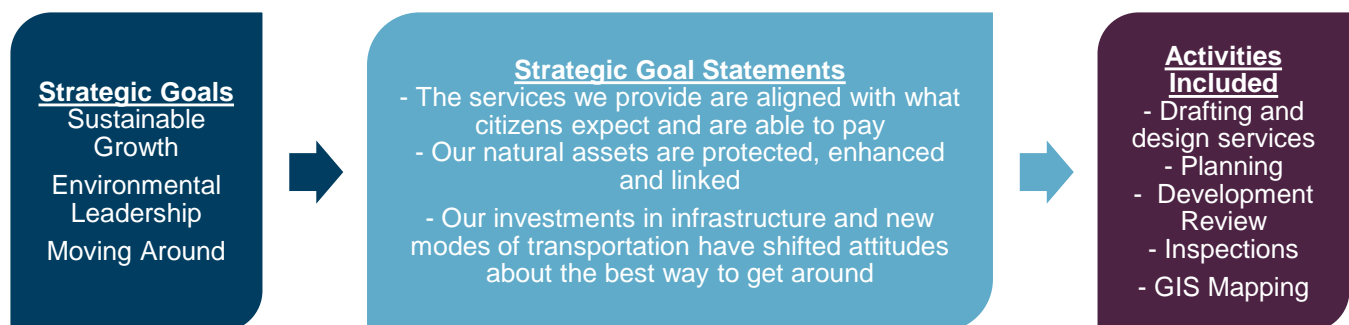 Strategic Goals
Sustainable
Growth
Environmental
Leadership
Moving Around
Strategic Goal Statements
- The services we provide are aligned with what
citizens expect and are able to pay
- Our natural assets are protected, enhanced
and linked
- Our investments in infrastructure and new
modes of transportation have shifted attitudes
about the best way to get around
Activities
Included
- Drafting and
design services
- Planning
- Development
Review
- Inspections
- GIS Mapping